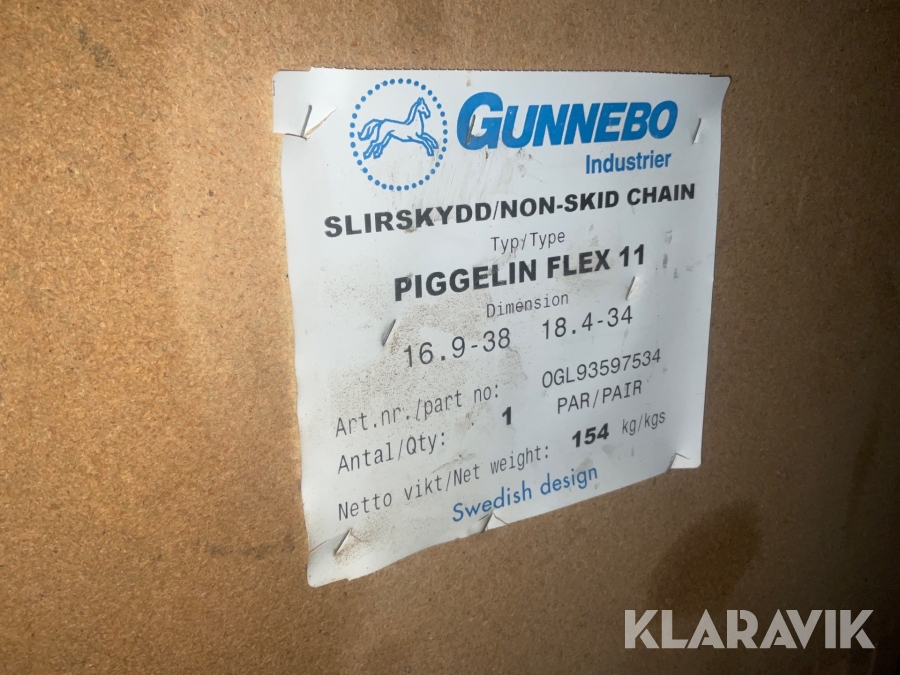 GUNNEBO
Industrier
SLIRSKYDD/NON-SKID CHAIN
Typ/Type
PIGGELIN FLEX 11
Dimension
16.9-38 18.4-34
Art.nr./part no: OGL93597534
Antal/Qty: 1 PAR/PAIR
Netto vikt/Net weight: 154 kg/kgs
Swedish design
KLARAVIK